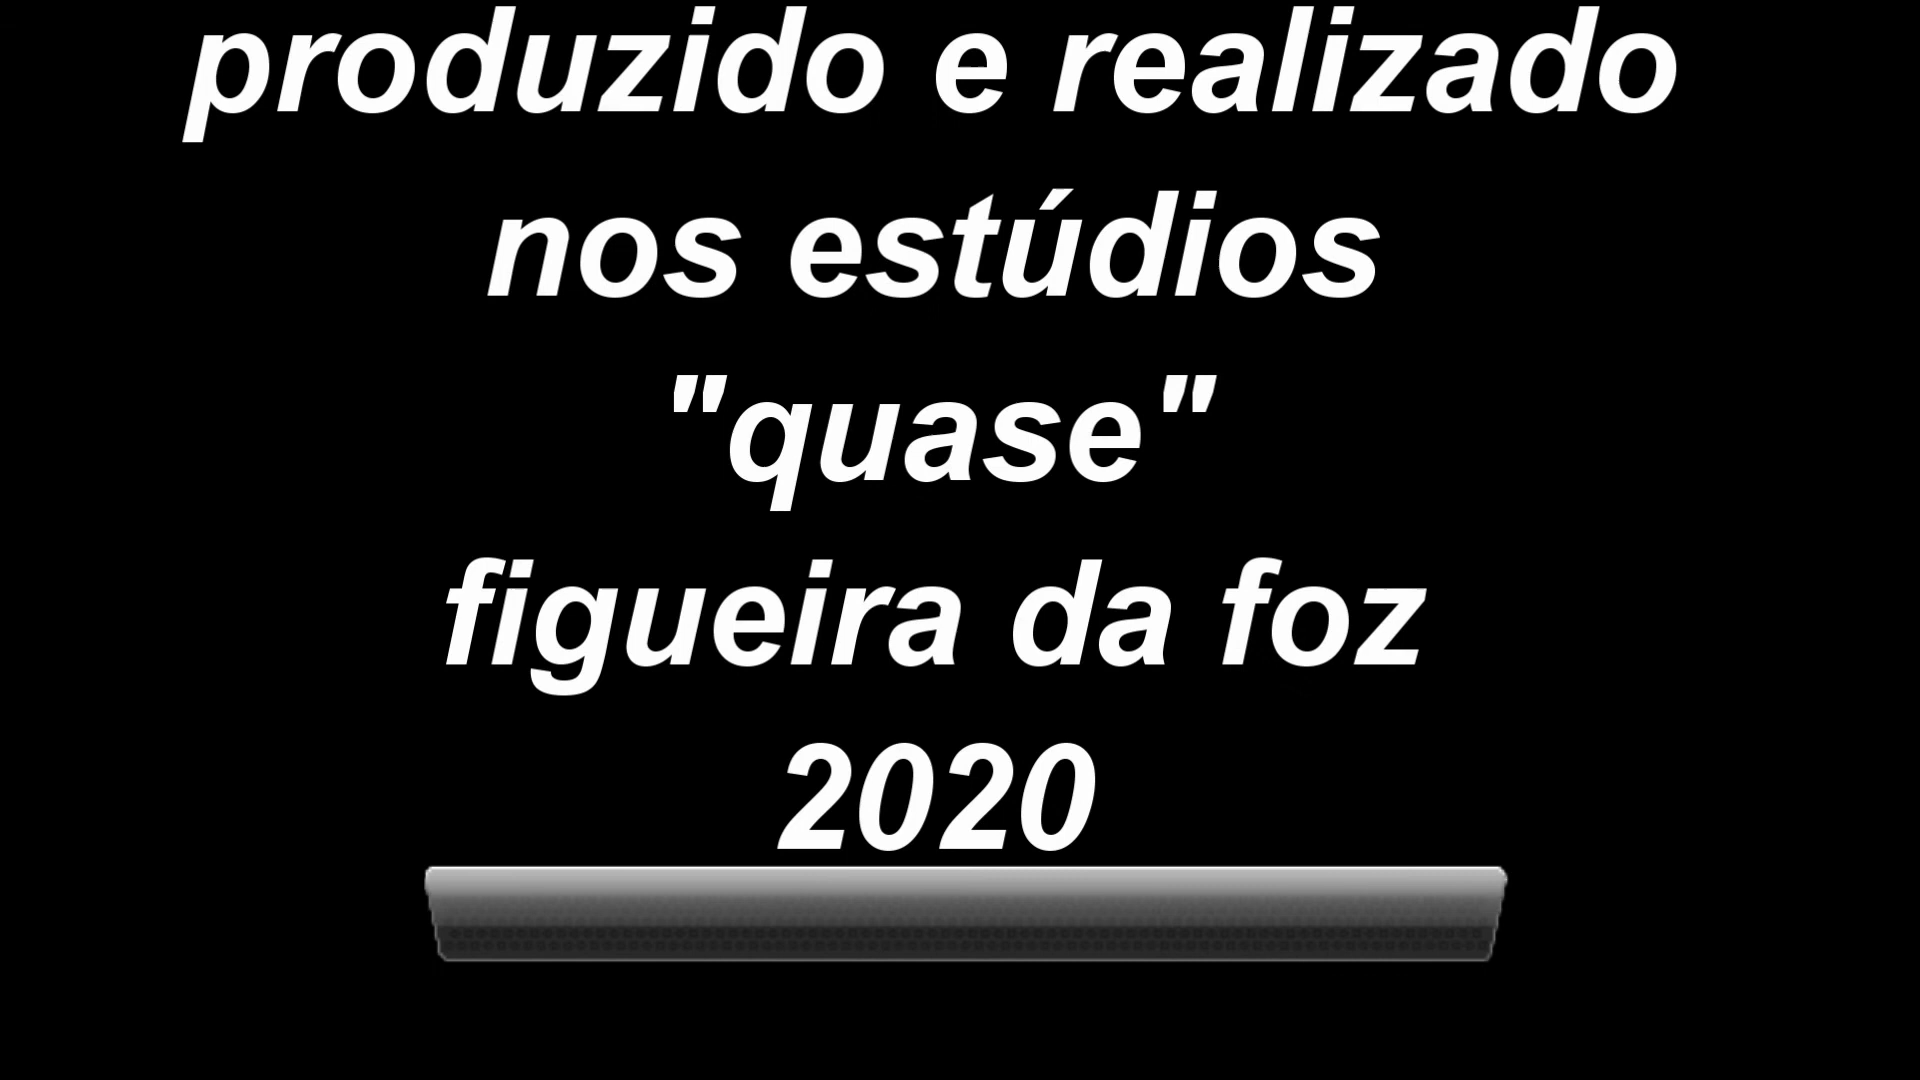 produzido e realizado
nos estúdios
"quase"
figueira da foz
2020